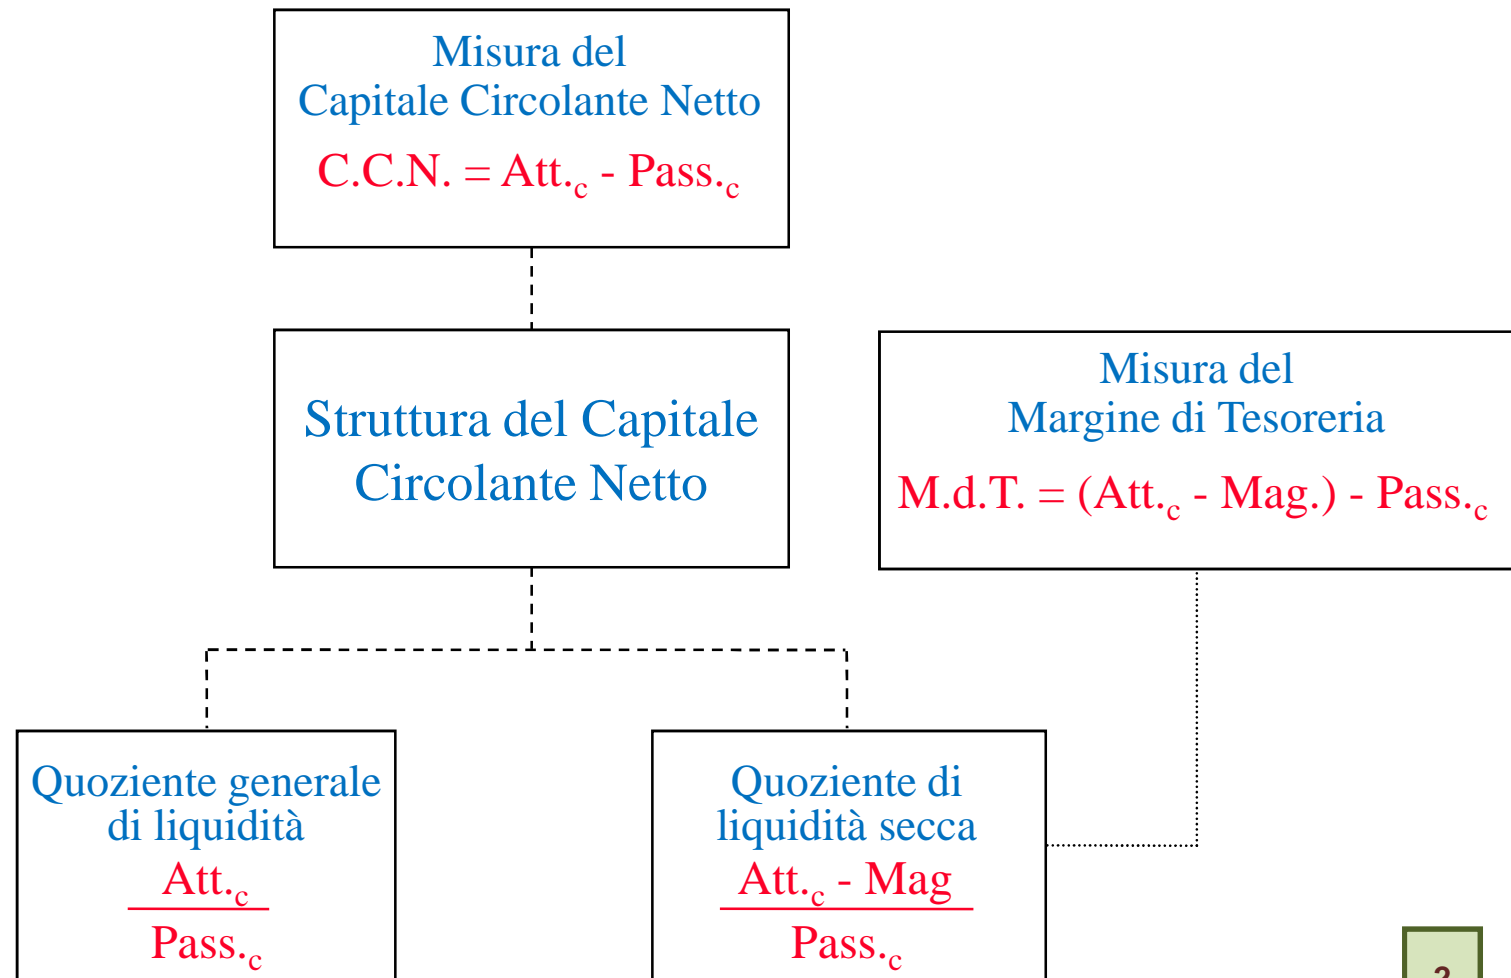 Misura del
Capitale Circolante Netto
C.C.N. = Att.c - Pass.c
Struttura del Capitale
Circolante Netto
Misura del
Margine di Tesoreria
M.d.T. = (Att.c - Mag.) - Pass.c
Quoziente generale
di liquidità
Att.c
Pass.c
Quoziente di
liquidità secca
Att.c - Mag
Pass.c